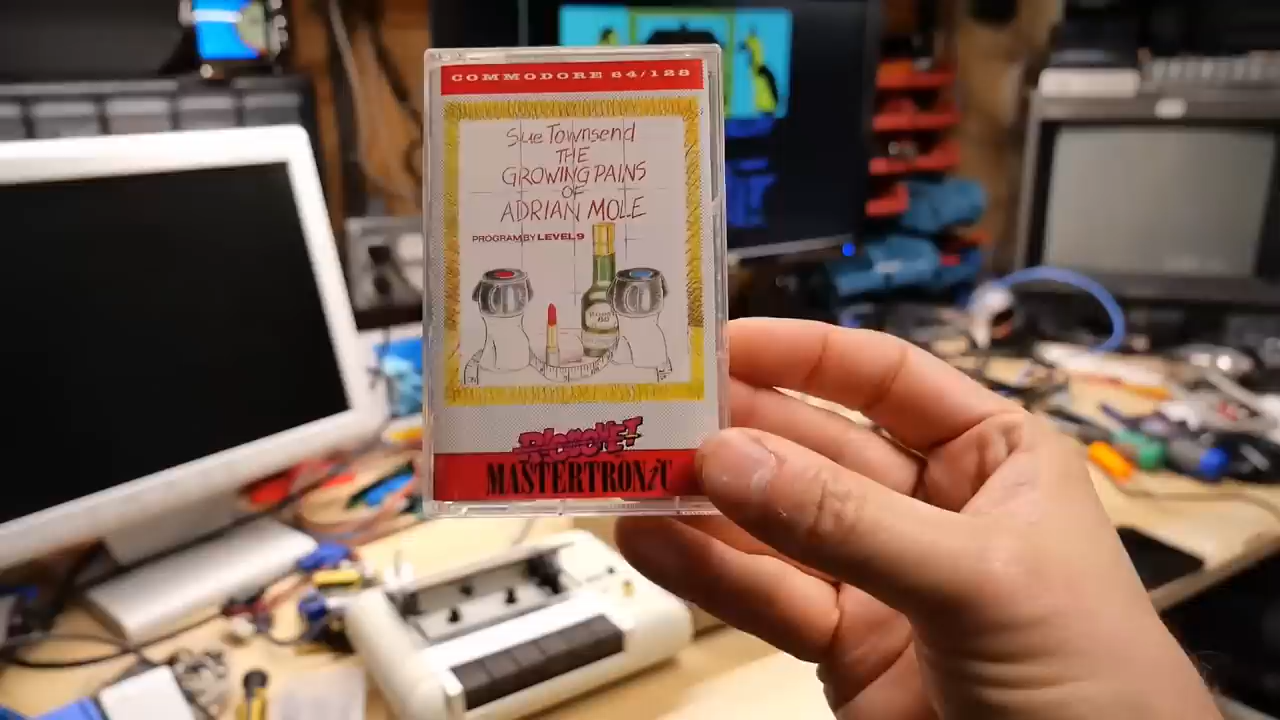 COMMODORE 64/128
Sue Townsend
THE
GROWING PAINS
OF
ADRIAN MOLE
PROGRAM BY LEVEL 9
RICOCHET
MASTERTRONiC